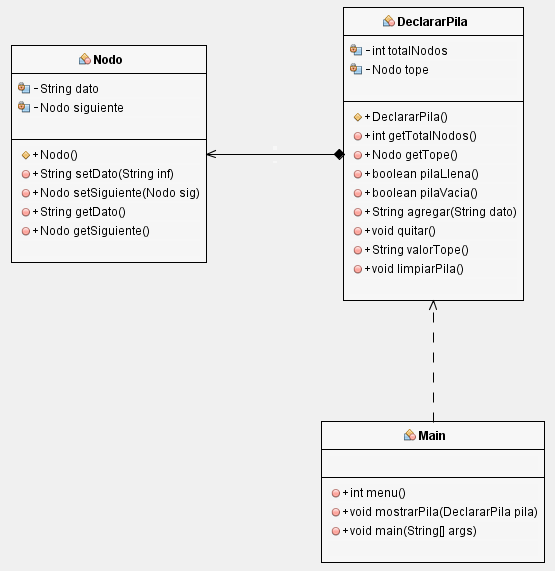 Nodo
- String dato
- Nodo siguiente
+ Nodo()
+ String setDato(String inf)
+ Nodo setSiguiente(Nodo sig)
+ String getDato()
+ Nodo getSiguiente()
DeclararPila
- int totalNodos
- Nodo tope
+ DeclararPila()
+ int getTotalNodos()
+ Nodo getTope()
+ boolean pilaLlena()
+ boolean pilaVacia()
+ String agregar(String dato)
+ void quitar()
+ String valorTope()
+ void limpiarPila()
Main
+ int menu()
+ void mostrarPila(DeclararPila pila)
+ void main(String[] args)